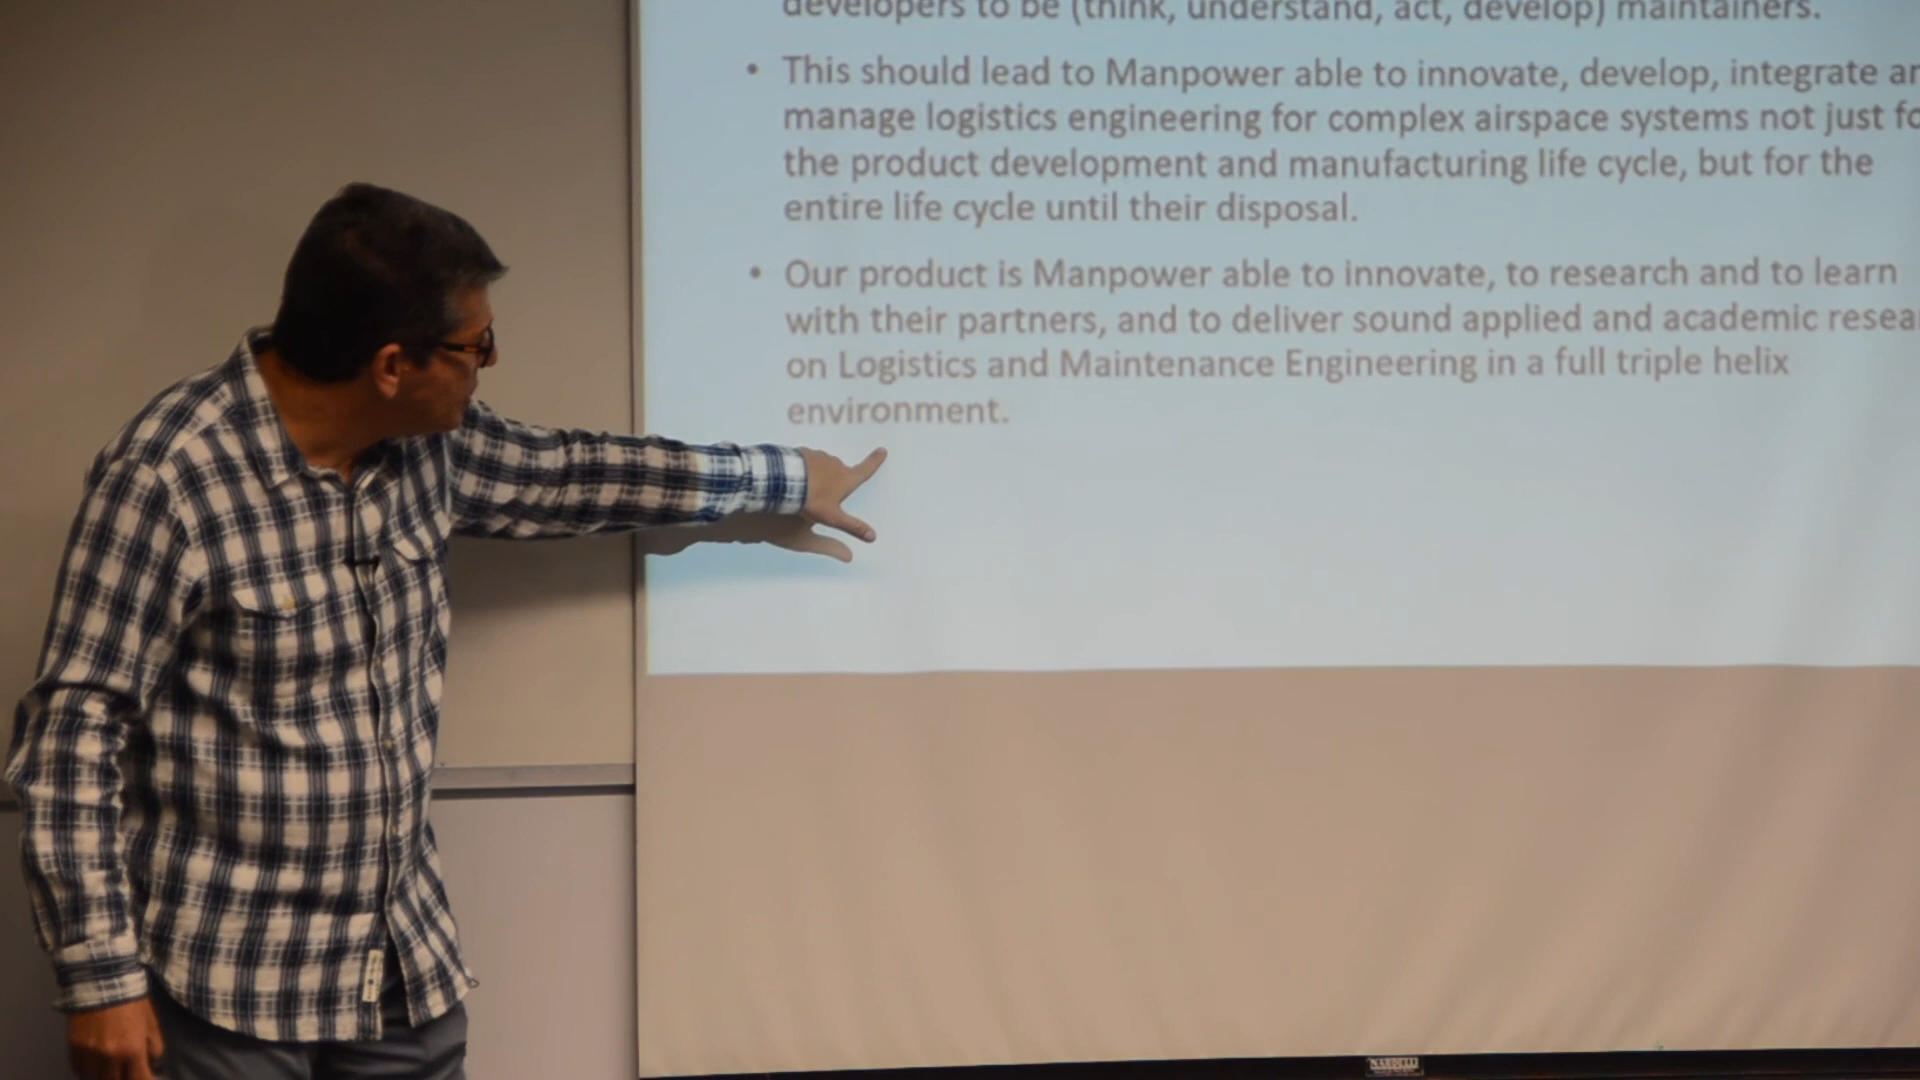 developers to be (think, understand, act, develop) maintainers.
• This should lead to Manpower able to innovate, develop, integrate
manage logistics engineering for complex airspace systems not just
the product development and manufacturing life cycle, but for the
entire life cycle until their disposal.
• Our product is Manpower able to innovate, to research and to learn
with their partners, and to deliver sound applied and academic
on Logistics and Maintenance Engineering in a full triple helix
environment.